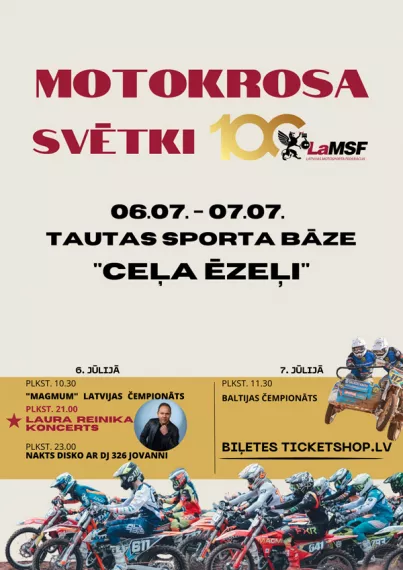 MOTOKROSA
SVĒTKI 100 LaMSF
LATVIJAS MOTOSPORTA FEDERĀCIJA
06.07. - 07.07.
TAUTAS SPORTA BĀZE
"CEĻA ĒZEĻI"
6. JŪLIJĀ
PLKST. 10.30
"MAGMUM" LATVIJAS ČEMPIONĀTS
PLKST. 21.00
LAURA REINIKA
KONCERTS
PLKST. 23.00
NAKTS DISKO AR DJ 326 JOVANNI
7. JŪLIJĀ
PLKST. 11.30
BALTIJAS ČEMPIONĀTS
BIĻETES TICKETSHOP.LV
FXR
641